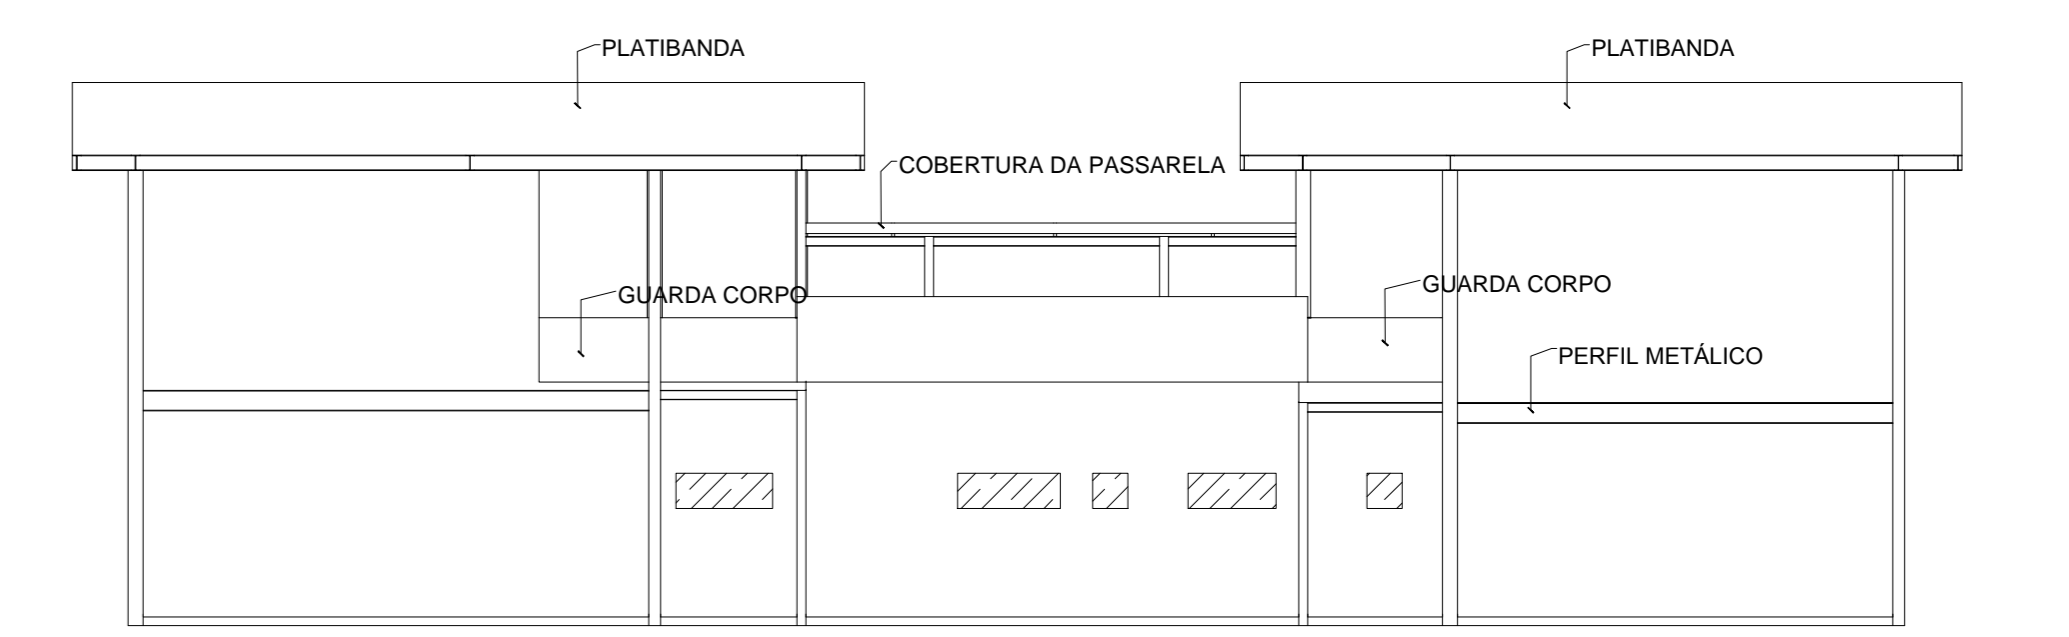 PLATIBANDA
PLATIBANDA
COBERTURA DA PASSARELA
GUARDA CORPO
GUARDA CORPO
PERFIL METÁLICO